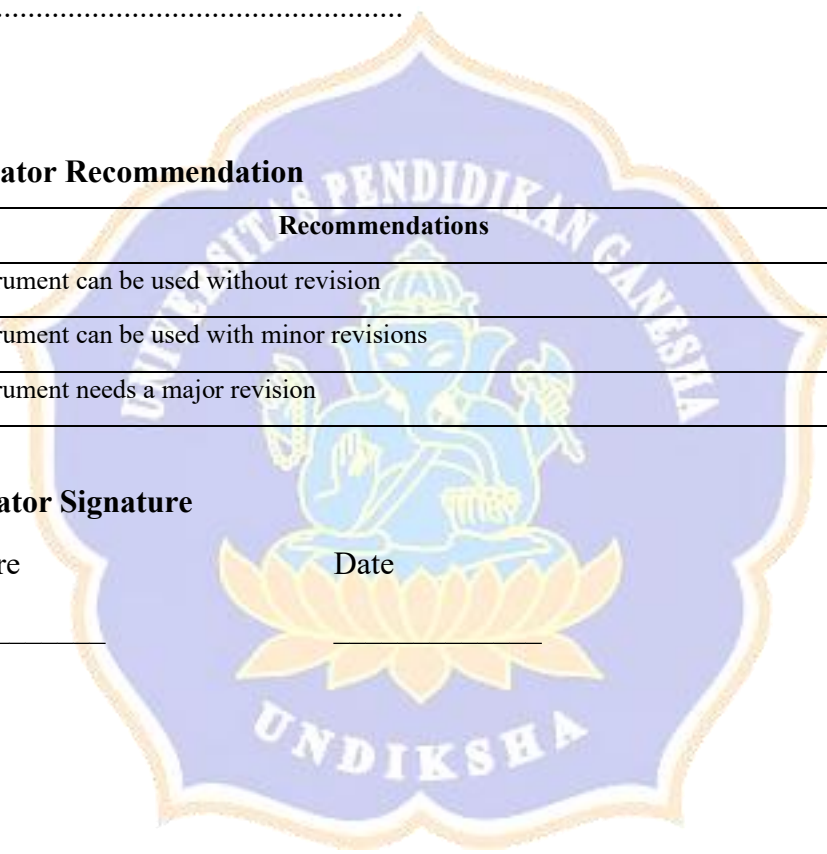 ........................................................
ator Recommendation
Recommendations
rument can be used without revision
rument can be used with minor revisions
rument needs a major revision
ator Signature
re Date
UNIVERSITAS PENDIDIKAN GANESHA
UNDIKSHA